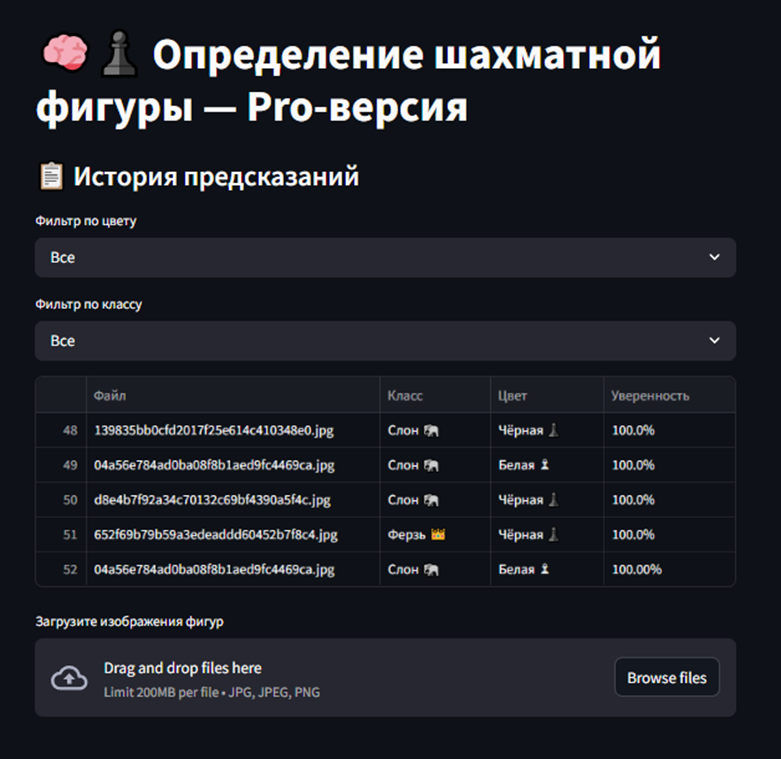 🧠♟️ Определение шахматной
фигуры — Pro-версия
📋 История предсказаний
Фильтр по цвету
Все
Фильтр по классу
Все
Файл Класс Цвет Уверенность
48 139835bb0cfd2017f25e614c410348e0.jpg Слон 🐘 Чёрная ♟️ 100.0%
49 04a56e784ad0ba08f8b1aed9fc4469ca.jpg Слон 🐘 Белая ♙ 100.0%
50 d8e4b7f92a34c70132c69bf4390a5f4c.jpg Слон 🐘 Чёрная ♟️ 100.0%
51 652f69b79b59a3edeaddd60452b7f8c4.jpg Ферзь 👑 Чёрная ♟️ 100.0%
52 04a56e784ad0ba08f8b1aed9fc4469ca.jpg Слон 🐘 Белая ♙ 100.00%
Загрузите изображения фигур
Drag and drop files here
Limit 200MB per file • JPG, JPEG, PNG
Browse files